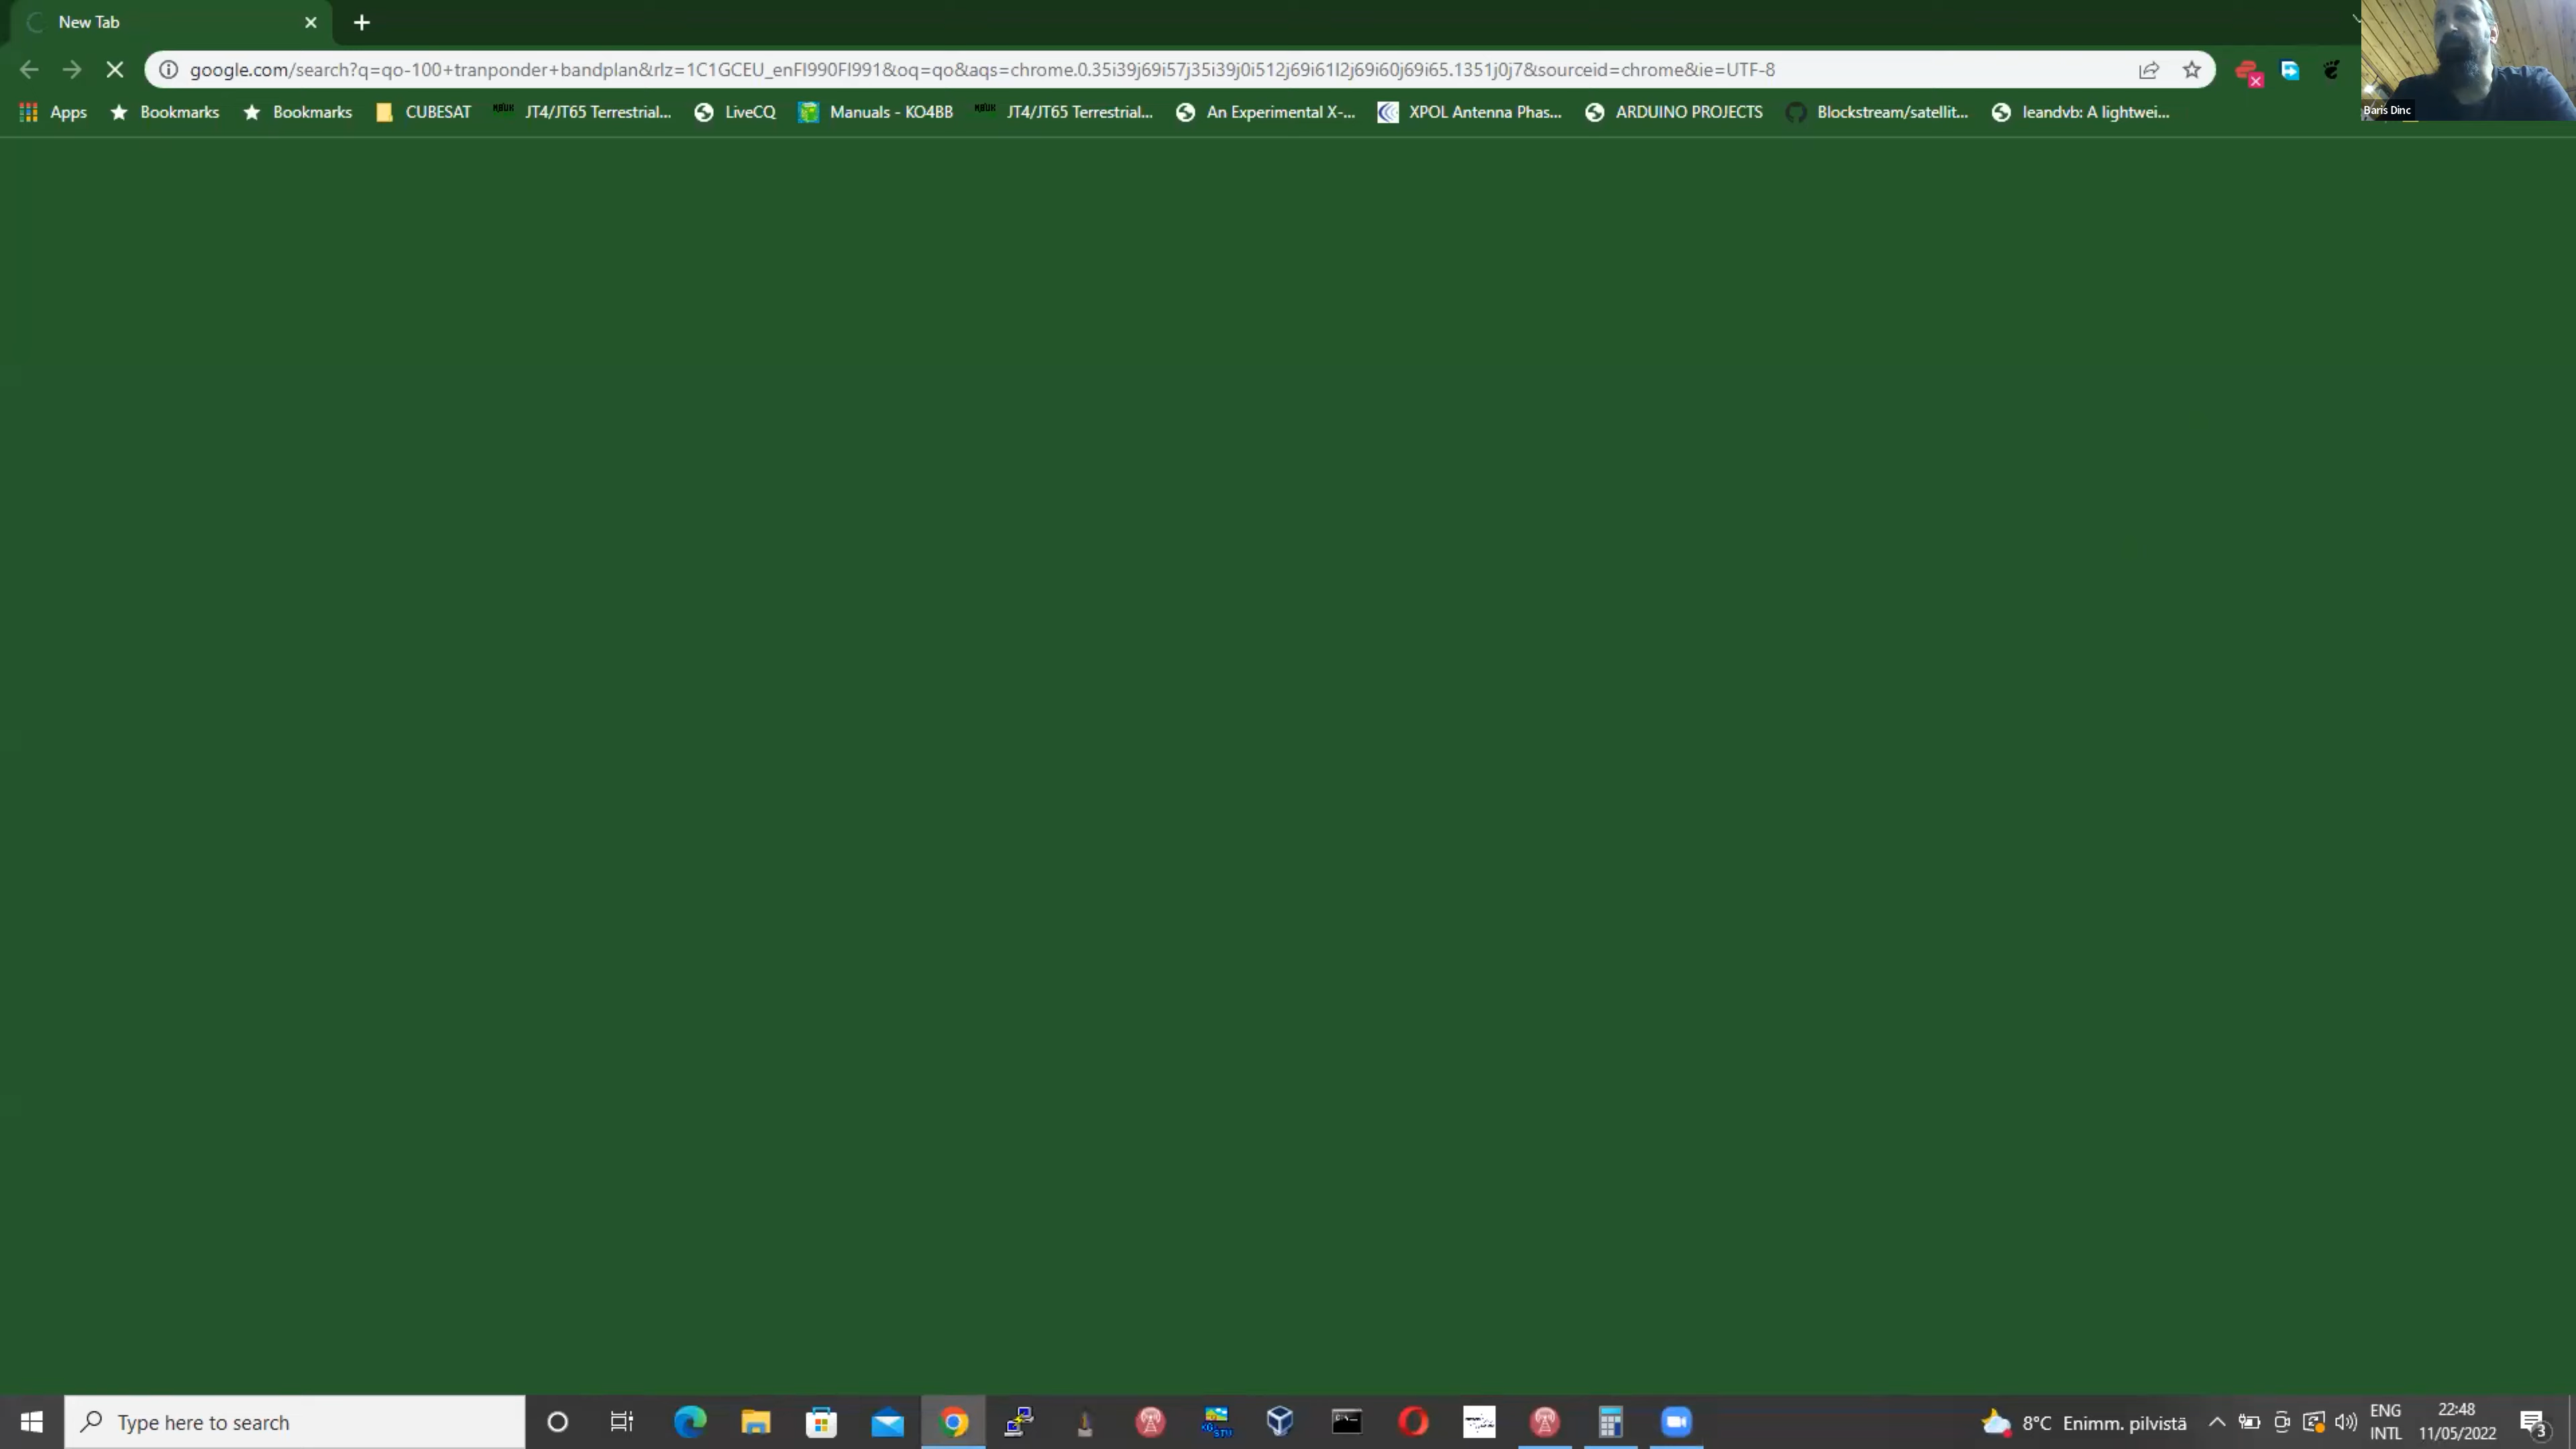 New Tab
google.com/search?q=qo-100+tranponder+bandplan&rlz=1C1GCEU_enFI990FI991&oq=qo&aqs=chrome.0.35i39j69i57j35i39j0i512j69i61l2j69i60j69i65.1351j0j7&sourceid=chrome&ie=UTF-8
Apps Bookmarks Bookmarks CUBESAT JT4/JT65 Terrestrial... LiveCQ Manuals - KO4BB JT4/JT65 Terrestrial... An Experimental X-... XPOL Antenna Phas... ARDUINO PROJECTS Blockstream/satellit... leandvb: A lightwei...
Baris Dinc
Type here to search
8°C Enimm. pilvistä
ENG
INTL
22:48
11/05/2022
3